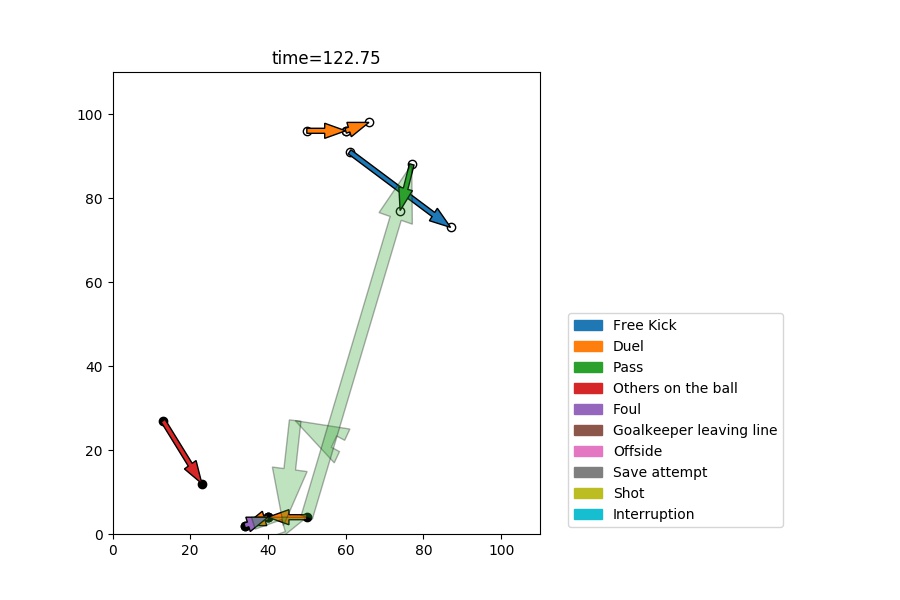 time=122.75
100
80
60
40
20
0
0 20 40 60 80 100
Free Kick
Duel
Pass
Others on the ball
Foul
Goalkeeper leaving line
Offside
Save attempt
Shot
Interruption